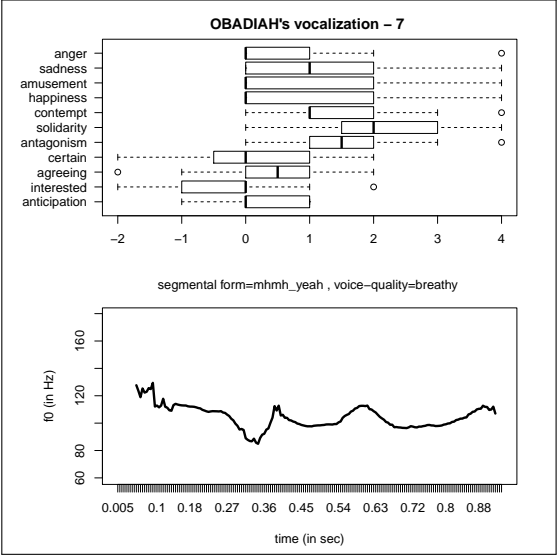 OBADIAH's vocalization − 7
anger
sadness
amusement
happiness
contempt
solidarity
antagonism
certain
agreeing
interested
anticipation
−2 −1 0 1 2 3 4
segmental form=mhmh_yeah , voice−quality=breathy
f0 (in Hz)
160
120
80
60
0.005 0.1 0.18 0.27 0.36 0.45 0.54 0.63 0.72 0.8 0.88
time (in sec)